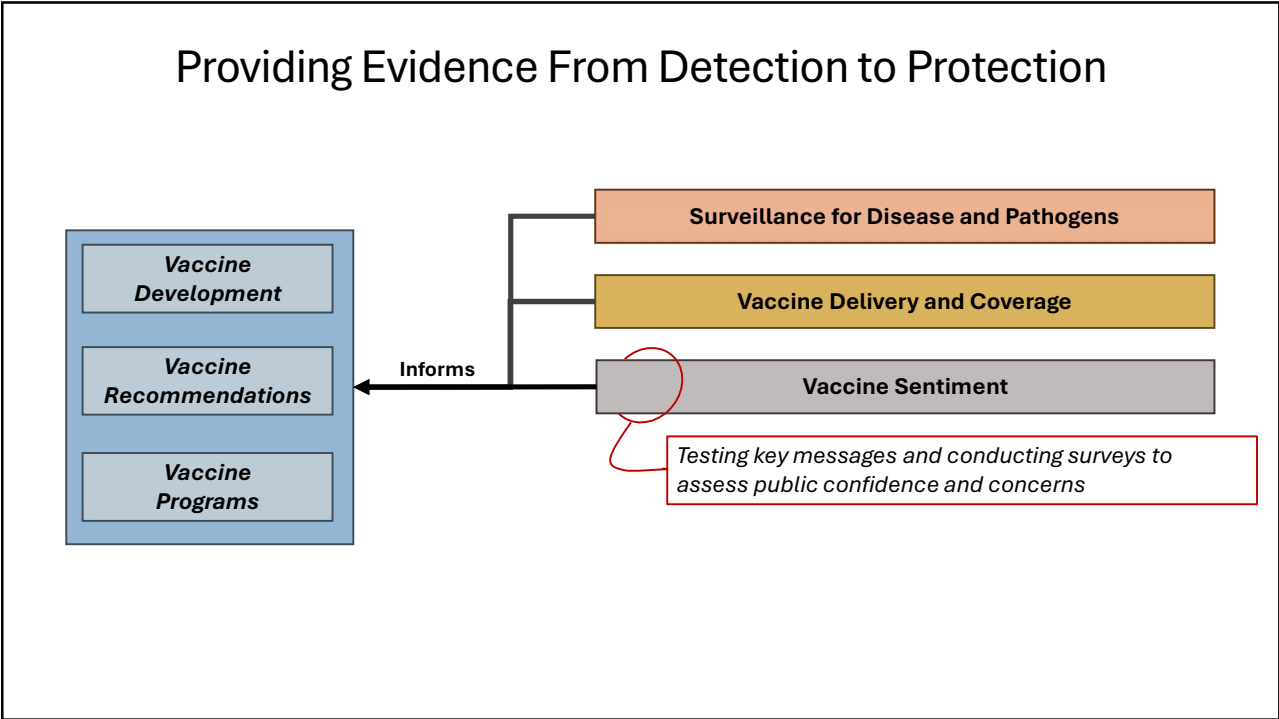 Providing Evidence From Detection to Protection
Vaccine
Development
Vaccine
Recommendations
Vaccine
Programs
Informs
Surveillance for Disease and Pathogens
Vaccine Delivery and Coverage
Vaccine Sentiment
Testing key messages and conducting surveys to
assess public confidence and concerns